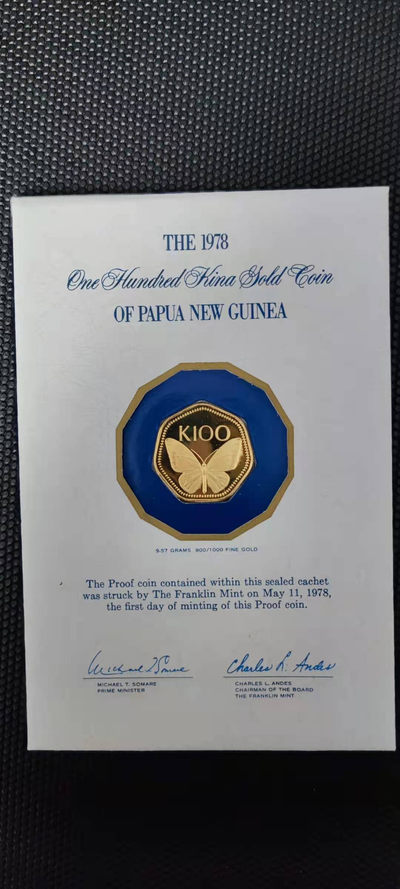 THE 1978
One Hundred Kina Gold Coin
OF PAPUA NEW GUINEA
K100
9.57 GRAMS 900/1000 FINE GOLD
The Proof coin contained within this sealed cachet
was struck by The Franklin Mint on May 11, 1978,
the first day of minting of this Proof coin.
Michael T Somare
Charles L. Andes
MICHAEL T. SOMARE
PRIME MINISTER
CHARLES L. ANDES
CHAIRMAN OF THE BOARD
THE FRANKLIN MINT